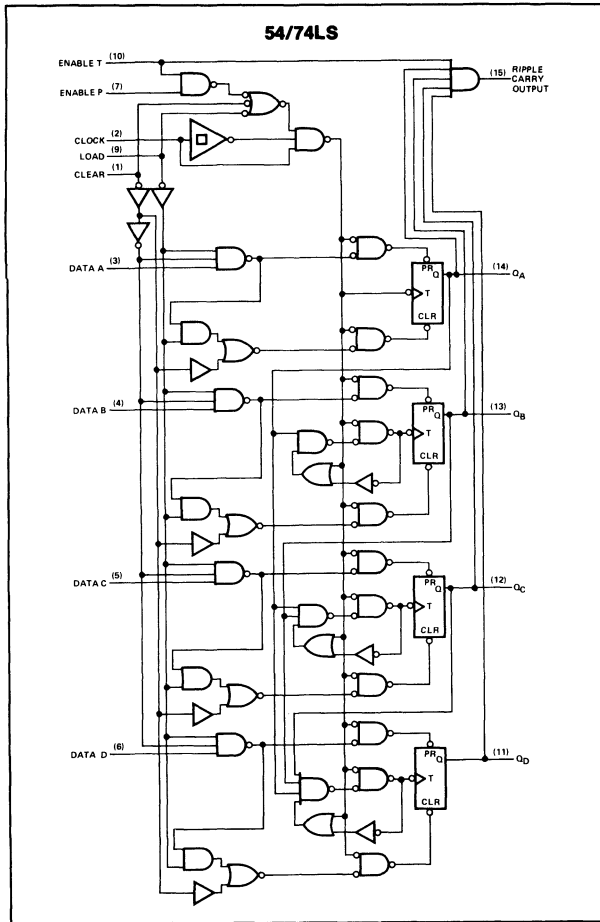 54/74LS
ENABLE T (10)
(15) RIPPLE CARRY OUTPUT
ENABLE P (7)
CLOCK (2)
LOAD (9)
CLEAR (1)
DATA A (3)
PR
Q
T
CLR
(14) QA
DATA B (4)
PR
Q
T
CLR
(13) QB
DATA C (5)
PR
Q
T
CLR
(12) QC
DATA D (6)
PR
Q
T
CLR
(11) QD